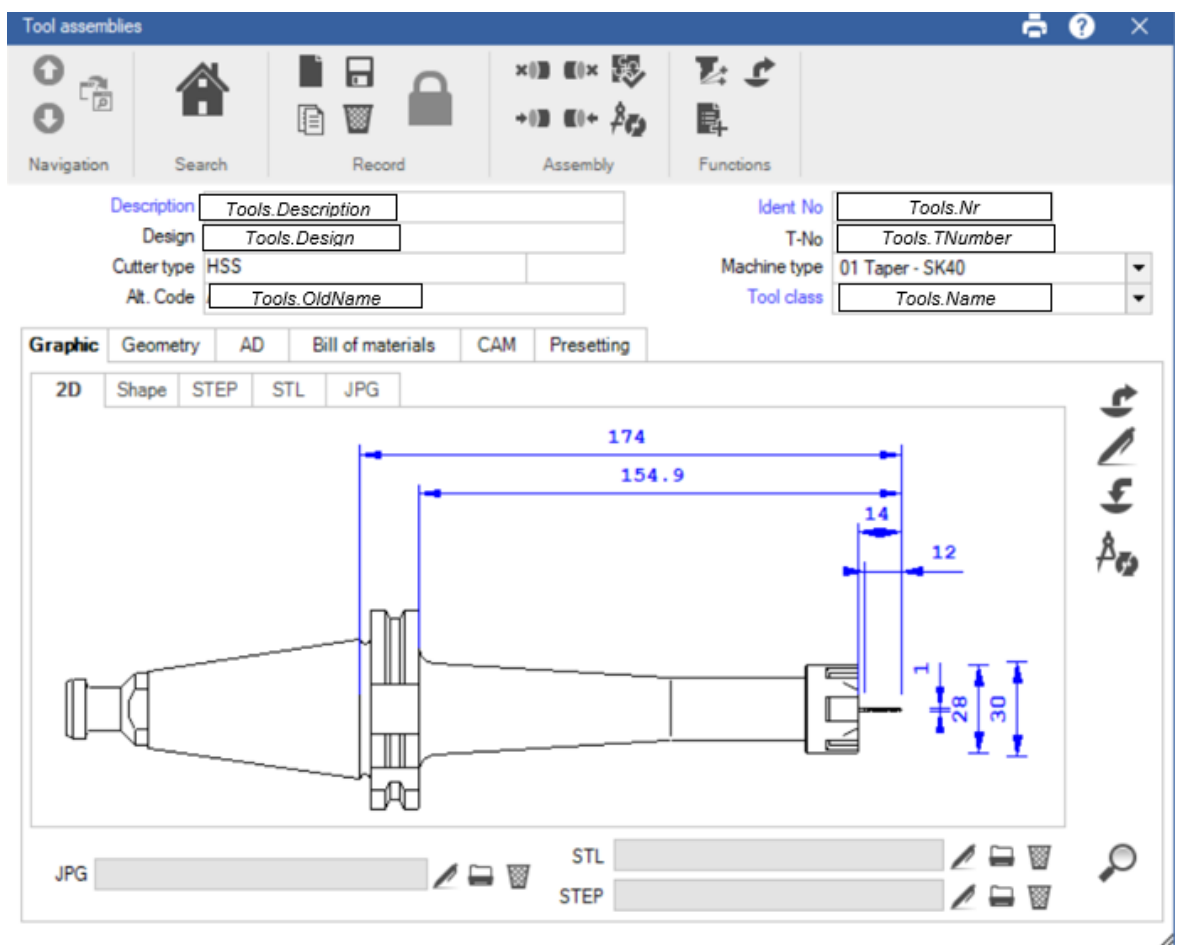 Tool assemblies
Navigation Search Record Assembly Functions
Description Tools.Description Ident No Tools.Nr
Design Tools.Design T-No Tools.TNumber
Cutter type HSS Machine type 01 Taper - SK40
Alt. Code Tools.OldName Tool class Tools.Name
Graphic Geometry AD Bill of materials CAM Presetting
2D Shape STEP STL JPG
174
154.9
14
12
1
28
30
JPG STL
STEP